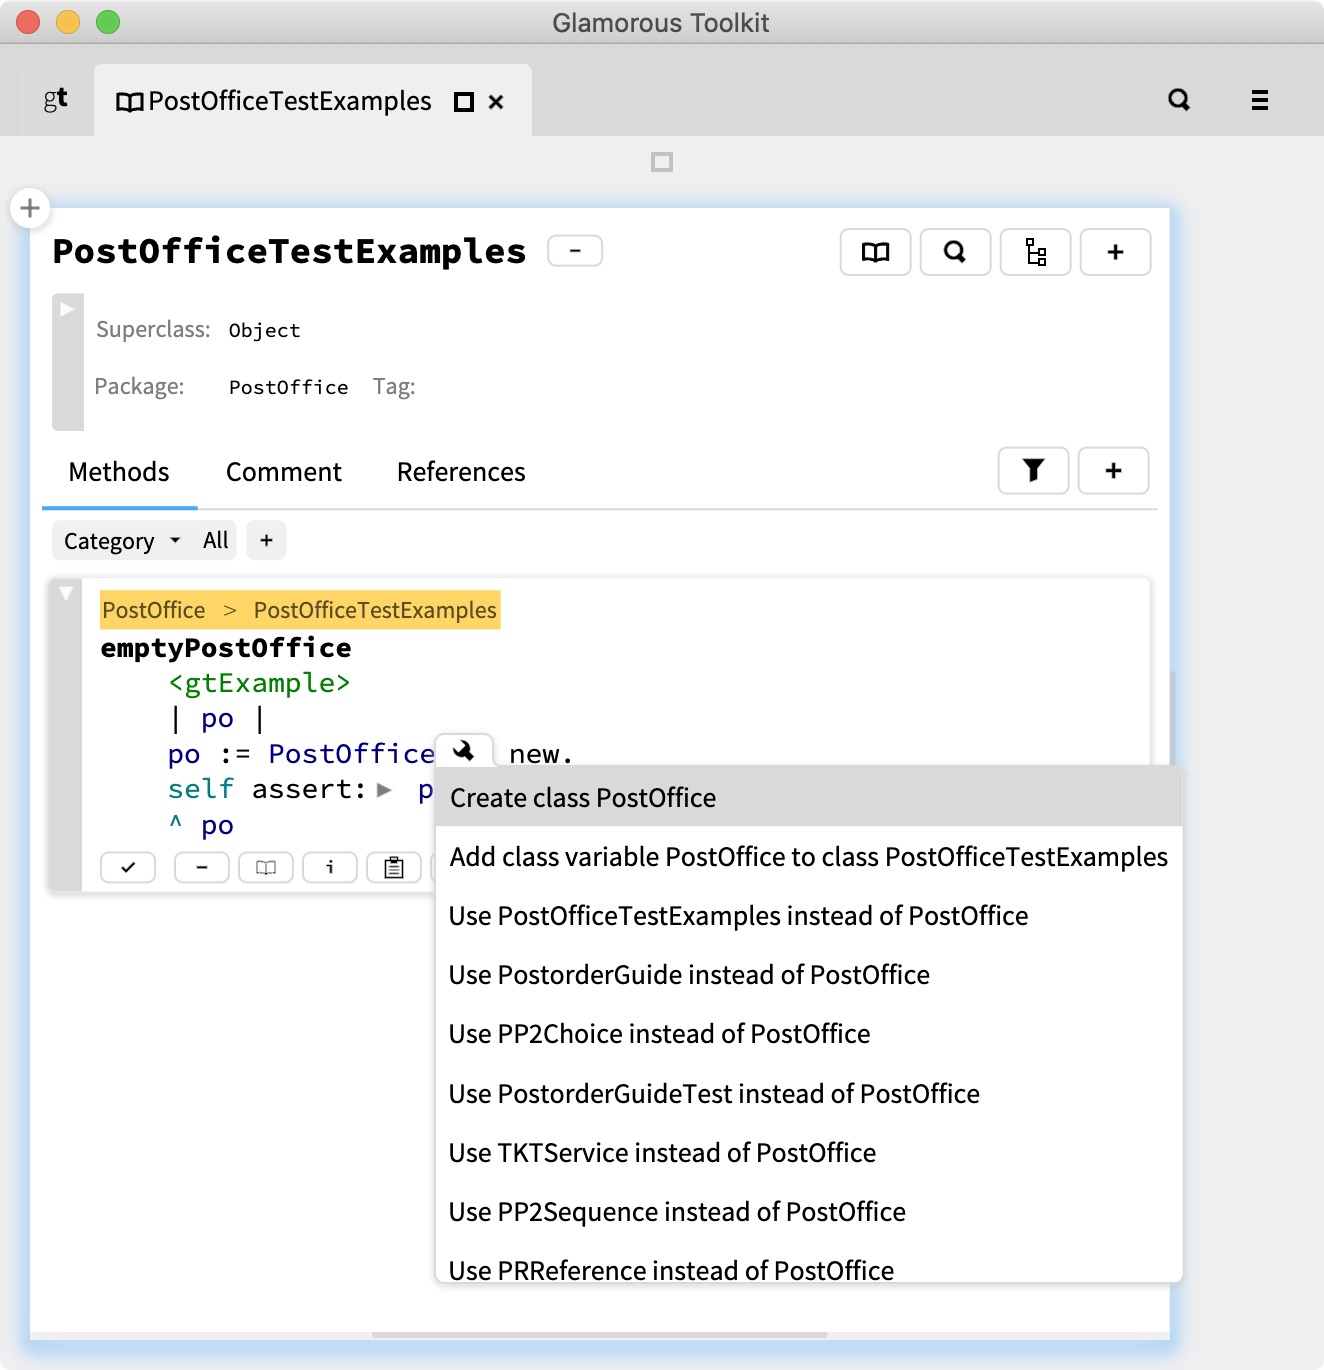 Glamorous Toolkit
gt PostOfficeTestExamples
PostOfficeTestExamples
Superclass: Object
Package: PostOffice Tag:
Methods Comment References
Category All +
PostOffice > PostOfficeTestExamples
emptyPostOffice
<gtExample>
| po |
po := PostOffice new.
self assert: p
^ po
Create class PostOffice
Add class variable PostOffice to class PostOfficeTestExamples
Use PostOfficeTestExamples instead of PostOffice
Use PostorderGuide instead of PostOffice
Use PP2Choice instead of PostOffice
Use PostorderGuideTest instead of PostOffice
Use TKTService instead of PostOffice
Use PP2Sequence instead of PostOffice
Use PRReference instead of PostOffice